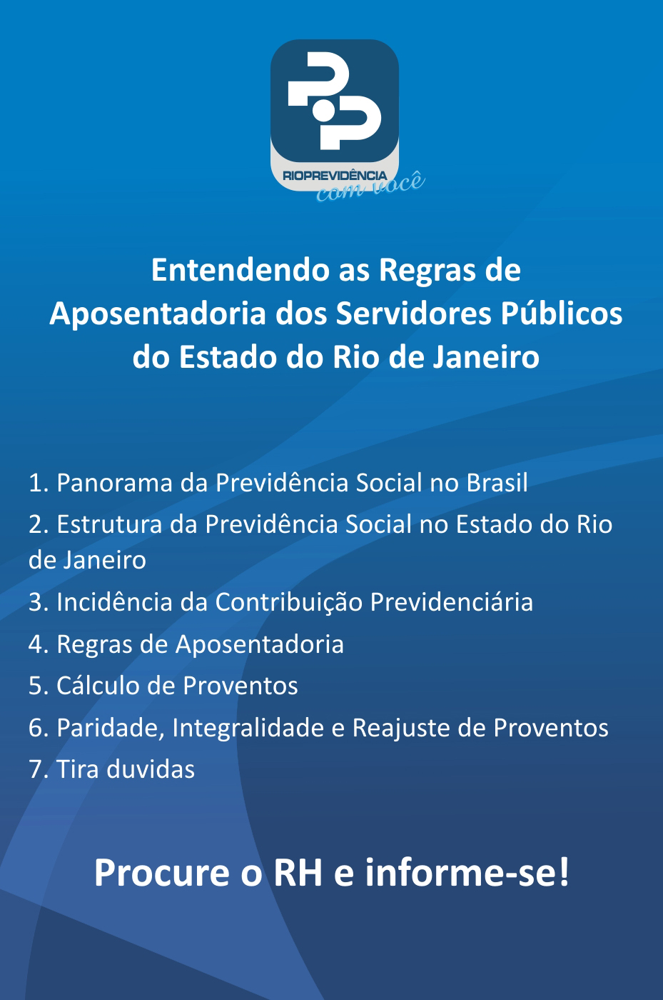 RIOPREVIDÊNCIA
com você
Entendendo as Regras de
Aposentadoria dos Servidores Públicos
do Estado do Rio de Janeiro
1. Panorama da Previdência Social no Brasil
2. Estrutura da Previdência Social no Estado do Rio
de Janeiro
3. Incidência da Contribuição Previdenciária
4. Regras de Aposentadoria
5. Cálculo de Proventos
6. Paridade, Integralidade e Reajuste de Proventos
7. Tira duvidas
Procure o RH e informe-se!